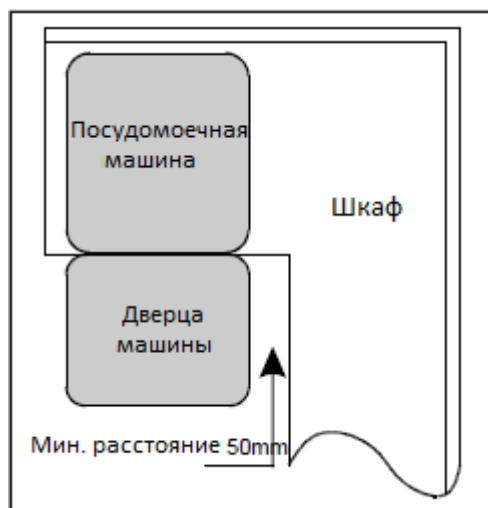 Посудомоечная
машина
Шкаф
Дверца
машины
Мин. расстояние 50mm